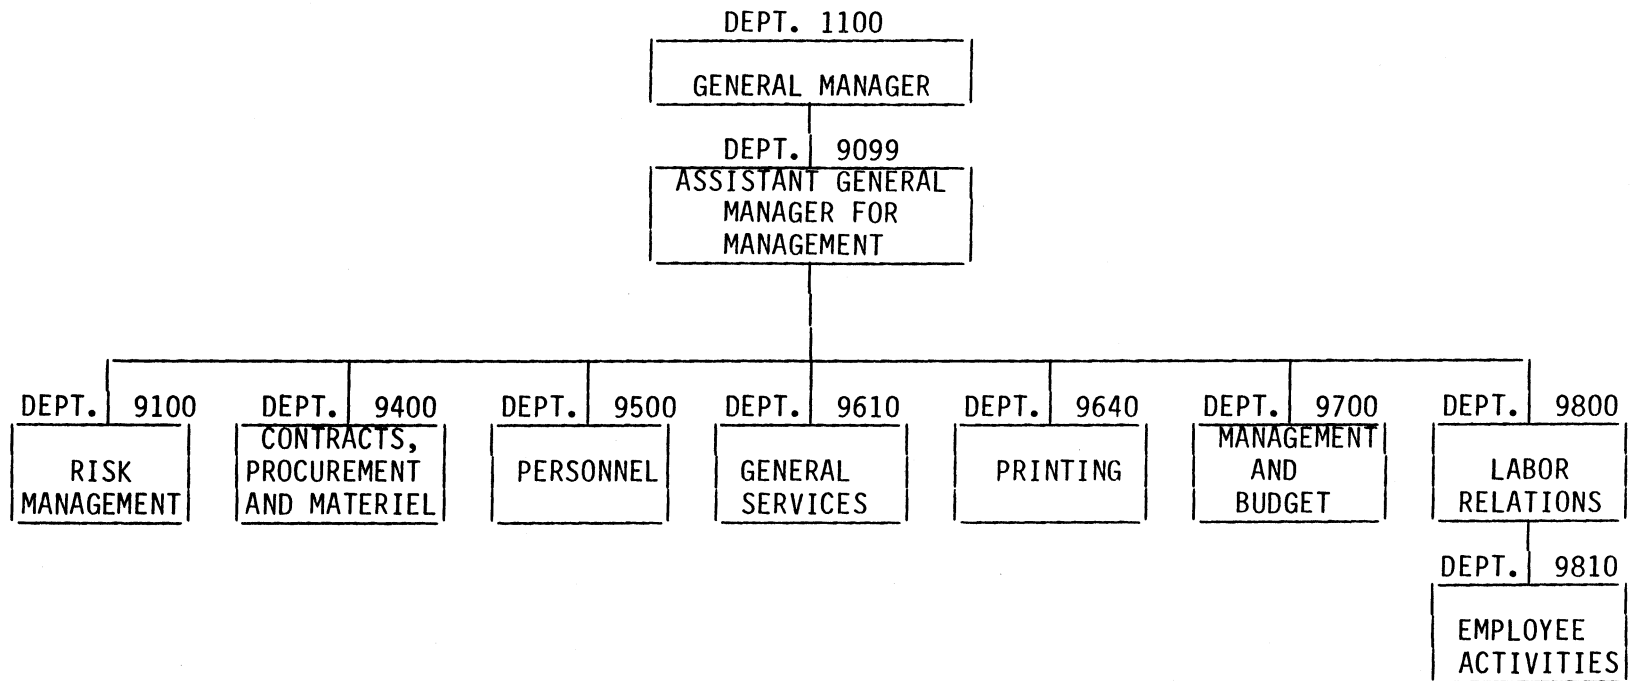 DEPT. 1100
GENERAL MANAGER
DEPT. 9099
ASSISTANT GENERAL
MANAGER FOR
MANAGEMENT
DEPT. 9100
RISK
MANAGEMENT
DEPT. 9400
CONTRACTS,
PROCUREMENT
AND MATERIEL
DEPT. 9500
PERSONNEL
DEPT. 9610
GENERAL
SERVICES
DEPT. 9640
PRINTING
DEPT. 9700
MANAGEMENT
AND
BUDGET
DEPT. 9800
LABOR
RELATIONS
DEPT. 9810
EMPLOYEE
ACTIVITIES